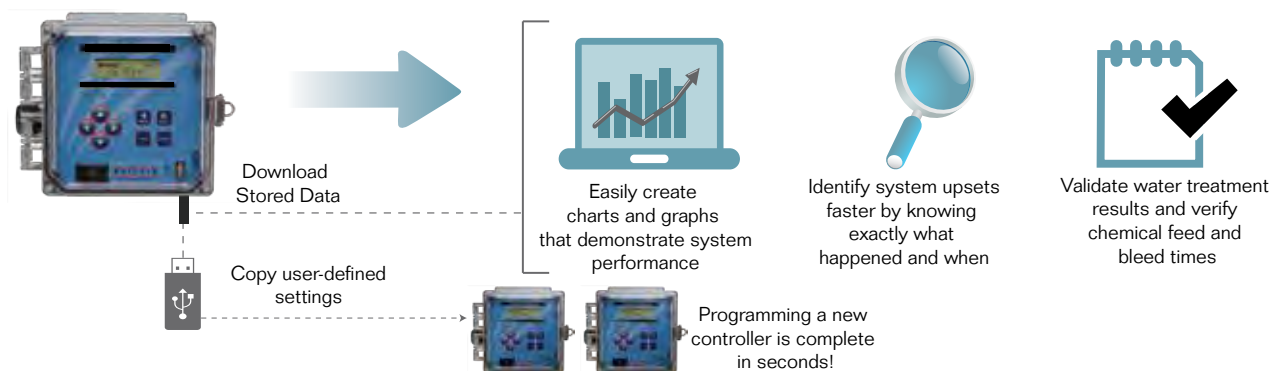 Download
Stored Data
Easily create
charts and graphs
that demonstrate system
performance
Identify system upsets
faster by knowing
exactly what
happened and when
Validate water treatment
results and verify
chemical feed and
bleed times
Copy user-defined
settings
Programming a new
controller is complete
in seconds!